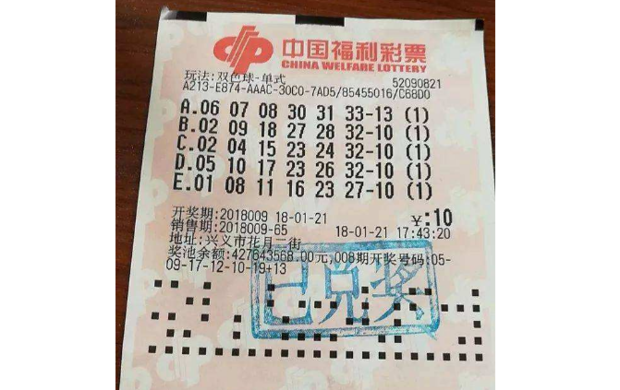 中国福利彩票
CHINA WELFARE LOTTERY
玩法:双色球-单式 52090821
A213-E874-AAAC-30C0-7AD5/85455016/C68D0
A.06 07 08 30 31 33-13 (1)
B.02 09 18 27 28 32-10 (1)
C.02 04 15 23 24 32-10 (1)
D.05 10 17 23 26 32-10 (1)
E.01 08 11 16 23 27-10 (1)
开奖期:2018009 18-01-21 ¥:10
销售期:2018009-65 18-01-21 17:43:20
地址:兴义市花月二街
奖池余额:427643568.00元,008期开奖号码:05-
09-17-12-10-19+13
已兑奖